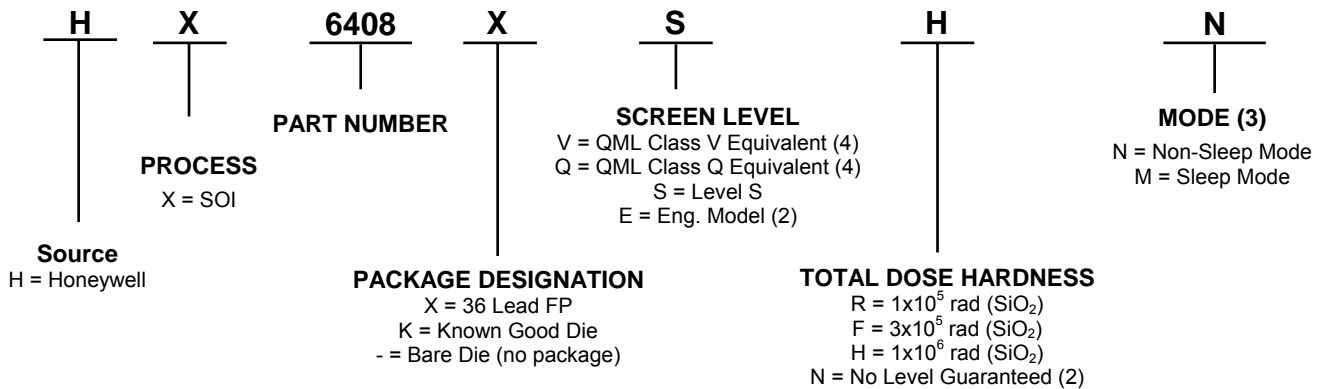 H X 6408 X S H N
Source
H = Honeywell
PROCESS
X = SOI
PART NUMBER
PACKAGE DESIGNATION
X = 36 Lead FP
K = Known Good Die
- = Bare Die (no package)
SCREEN LEVEL
V = QML Class V Equivalent (4)
Q = QML Class Q Equivalent (4)
S = Level S
E = Eng. Model (2)
TOTAL DOSE HARDNESS
R = 1x10⁵ rad (SiO₂)
F = 3x10⁵ rad (SiO₂)
H = 1x10⁶ rad (SiO₂)
N = No Level Guaranteed (2)
MODE (3)
N = Non-Sleep Mode
M = Sleep Mode